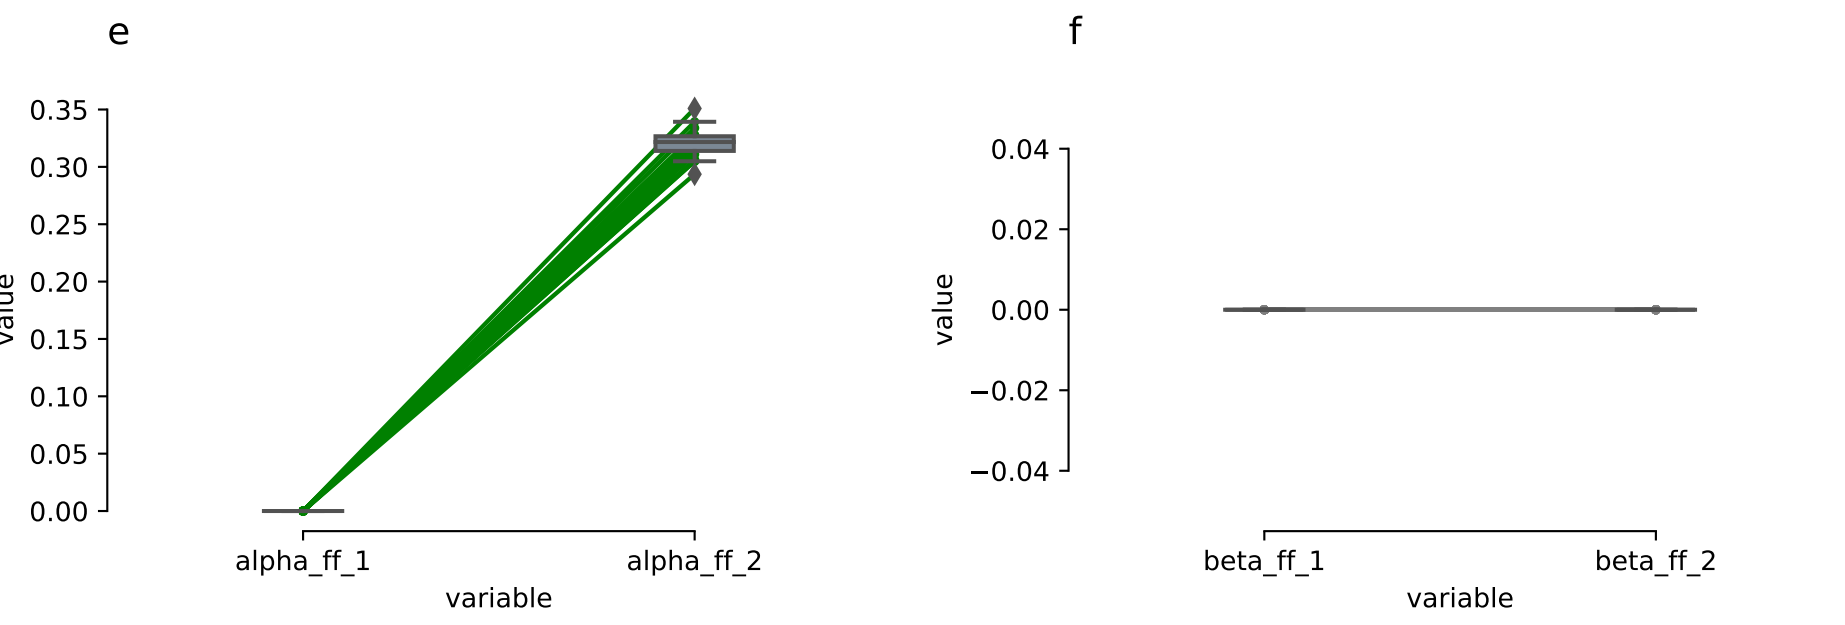 e
0.35
0.30
0.25
0.20
0.15
0.10
0.05
0.00
value
alpha_ff_1 alpha_ff_2
variable
f
0.04
0.02
0.00
−0.02
−0.04
value
beta_ff_1 beta_ff_2
variable